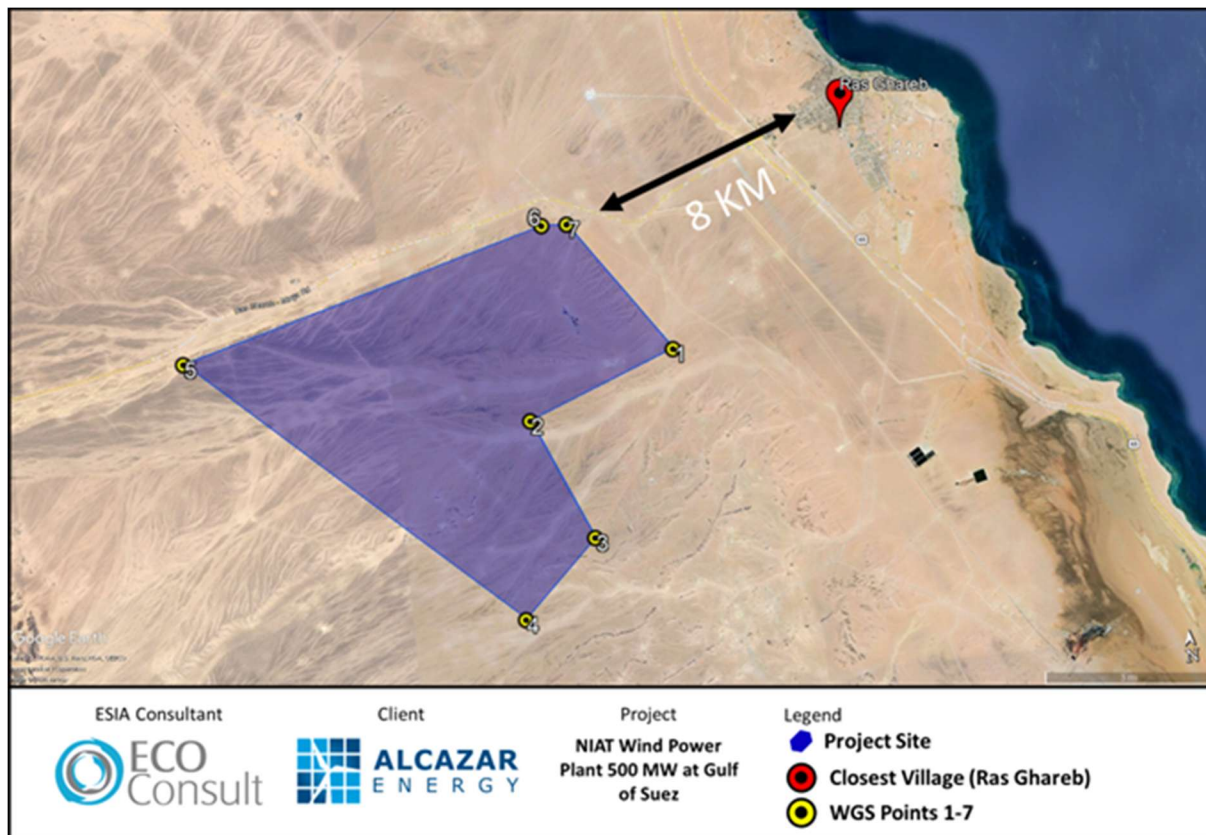 Ras Ghareb
8 KM
6
7
1
5
2
3
4
Google Earth
N
ESIA Consultant
Client
Project
Legend
ECO
Consult
ALCAZAR
ENERGY
NIAT Wind Power
Plant 500 MW at Gulf
of Suez
Project Site
Closest Village (Ras Ghareb)
WGS Points 1-7